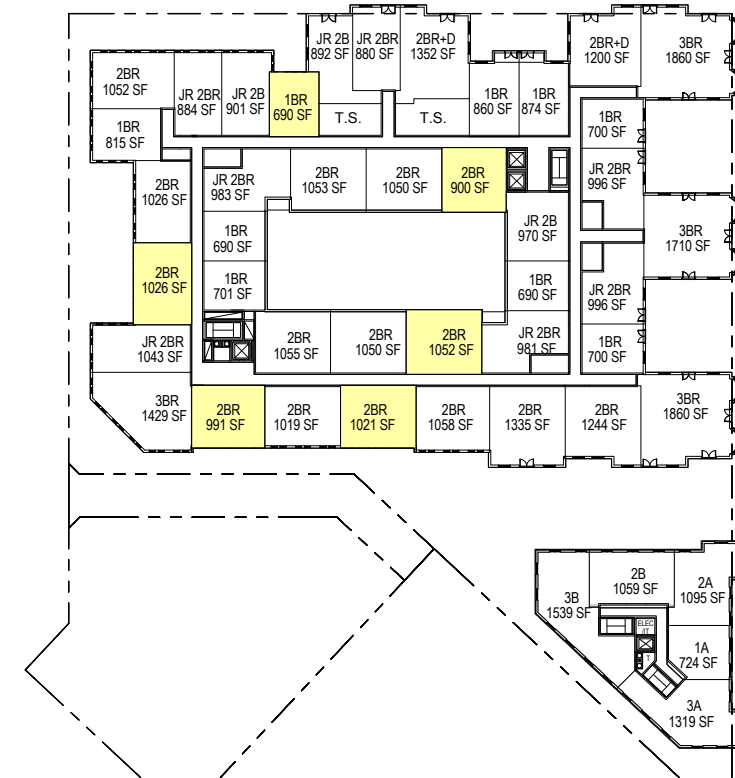 JR 2B
892 SF
JR 2BR
880 SF
2BR+D
1352 SF
2BR+D
1200 SF
3BR
1860 SF
2BR
1052 SF
JR 2BR
884 SF
JR 2B
901 SF
1BR
690 SF
T.S.
T.S.
1BR
860 SF
1BR
874 SF
1BR
815 SF
1BR
700 SF
JR 2BR
996 SF
2BR
1026 SF
JR 2BR
983 SF
2BR
1053 SF
2BR
1050 SF
2BR
900 SF
1BR
690 SF
JR 2B
970 SF
3BR
1710 SF
2BR
1026 SF
1BR
701 SF
1BR
690 SF
JR 2BR
996 SF
JR 2BR
1043 SF
2BR
1055 SF
2BR
1050 SF
2BR
1052 SF
JR 2BR
981 SF
1BR
700 SF
3BR
1429 SF
2BR
991 SF
2BR
1019 SF
2BR
1021 SF
2BR
1058 SF
2BR
1335 SF
2BR
1244 SF
3BR
1860 SF
3B
1539 SF
2B
1059 SF
2A
1095 SF
ELEC
/IT
T
1A
724 SF
3A
1319 SF